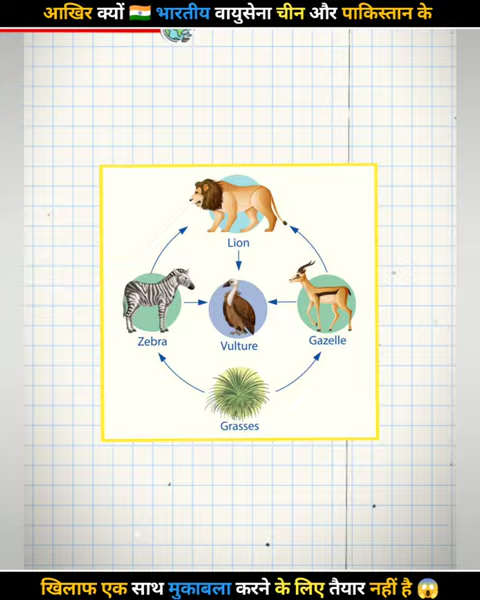 आखिर क्यों 🇮🇳 भारतीय वायुसेना चीन और पाकिस्तान के
Lion
Zebra
Vulture
Gazelle
Grasses
खिलाफ एक साथ मुकाबला करने के लिए तैयार नहीं है 😱